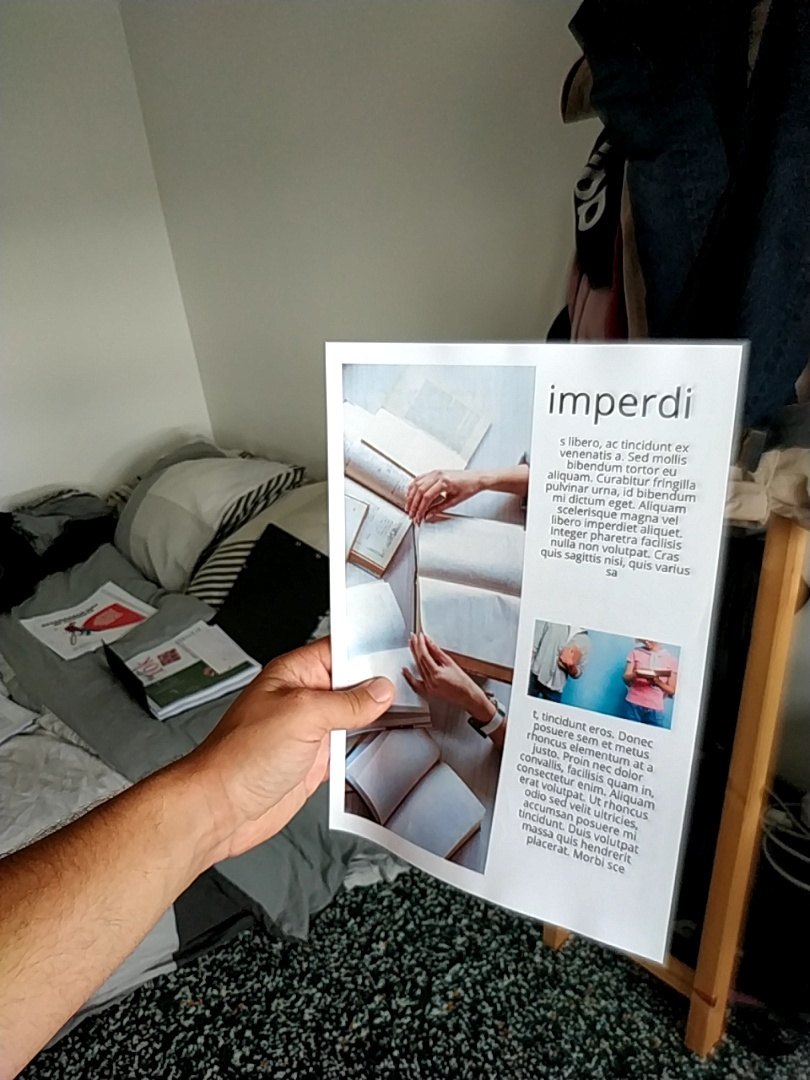 imperdi
s libero, ac tincidunt ex
venenatis a. Sed mollis
bibendum tortor eu
aliquam. Curabitur fringilla
pulvinar urna, id bibendum
mi dictum eget. Aliquam
scelerisque magna vel
libero imperdiet aliquet.
Integer pharetra facilisis
nulla non volutpat. Cras
quis sagittis nisi, quis varius
sa
t, tincidunt eros. Donec
posuere sem et metus
rhoncus elementum at a
justo. Proin nec dolor
convallis, facilisis quam in,
consectetur enim. Aliquam
erat volutpat. Ut rhoncus
odio sed velit ultricies,
accumsan posuere mi
tincidunt. Duis volutpat
massa quis hendrerit
placerat. Morbi sce